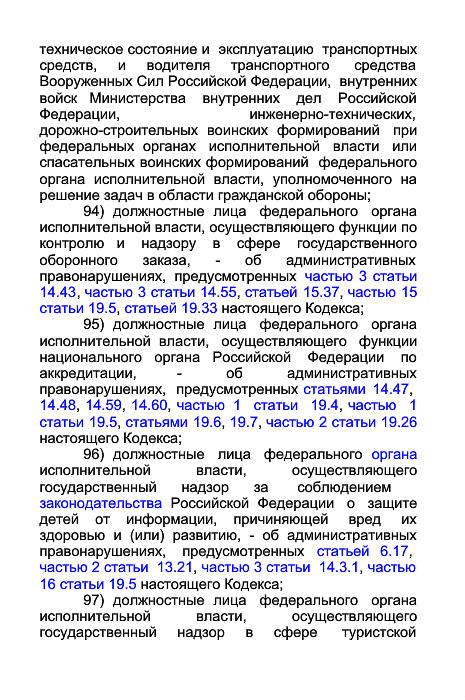 техническое состояние и эксплуатацию транспортных
средств, и водителя транспортного средства
Вооруженных Сил Российской Федерации, внутренних
войск Министерства внутренних дел Российской
Федерации, инженерно-технических,
дорожно-строительных воинских формирований при
федеральных органах исполнительной власти или
спасательных воинских формирований федерального
органа исполнительной власти, уполномоченного на
решение задач в области гражданской обороны;
94) должностные лица федерального органа
исполнительной власти, осуществляющего функции по
контролю и надзору в сфере государственного
оборонного заказа, - об административных
правонарушениях, предусмотренных частью 3 статьи
14.43, частью 3 статьи 14.55, статьей 15.37, частью 15
статьи 19.5, статьей 19.33 настоящего Кодекса;
95) должностные лица федерального органа
исполнительной власти, осуществляющего функции
национального органа Российской Федерации по
аккредитации, - об административных
правонарушениях, предусмотренных статьями 14.47,
14.48, 14.59, 14.60, частью 1 статьи 19.4, частью 1
статьи 19.5, статьями 19.6, 19.7, частью 2 статьи 19.26
настоящего Кодекса;
96) должностные лица федерального органа
исполнительной власти, осуществляющего
государственный надзор за соблюдением
законодательства Российской Федерации о защите
детей от информации, причиняющей вред их
здоровью и (или) развитию, - об административных
правонарушениях, предусмотренных статьей 6.17,
частью 2 статьи 13.21, частью 3 статьи 14.3.1, частью
16 статьи 19.5 настоящего Кодекса;
97) должностные лица федерального органа
исполнительной власти, осуществляющего
государственный надзор в сфере туристской